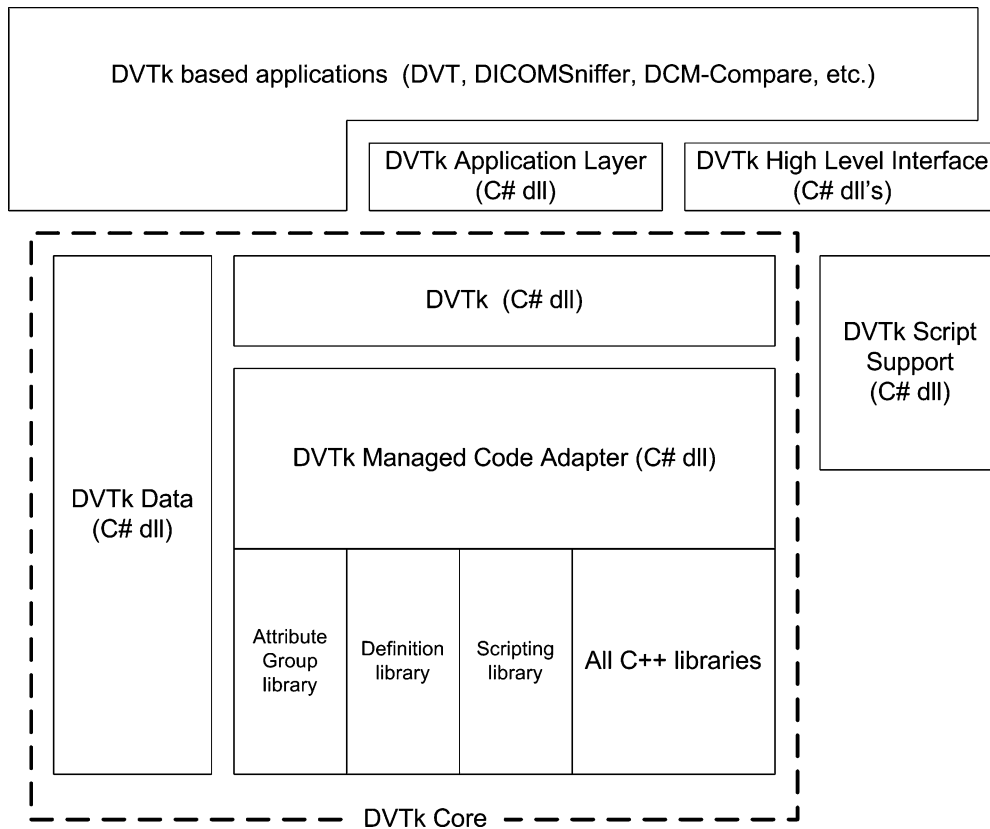 DVTk based applications (DVT, DICOMSniffer, DCM-Compare, etc.)
DVTk Application Layer
(C# dll)
DVTk High Level Interface
(C# dll's)
DVTk (C# dll)
DVTk Script
Support
(C# dll)
DVTk Managed Code Adapter (C# dll)
DVTk Data
(C# dll)
Attribute
Group
library
Definition
library
Scripting
library
All C++ libraries
DVTk Core